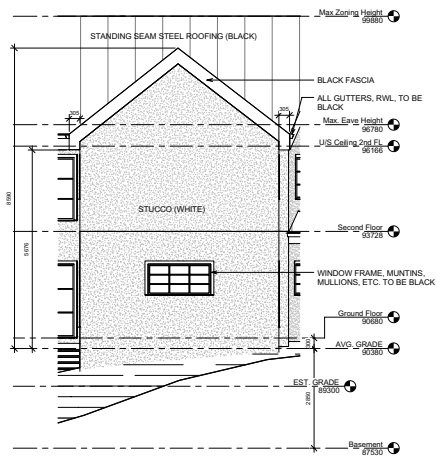 Max Zoning Height
99880
STANDING SEAM STEEL ROOFING (BLACK)
BLACK FASCIA
305
305
ALL GUTTERS, RWL, TO BE
BLACK
Max. Eave Height
96780
U/S Ceiling 2nd FL
96166
8590
5676
STUCCO (WHITE)
Second Floor
93728
WINDOW FRAME, MUNTINS,
MULLIONS, ETC. TO BE BLACK
Ground Floor
90680
300
AVG. GRADE
90380
EST. GRADE
89300
2850
Basement
87530